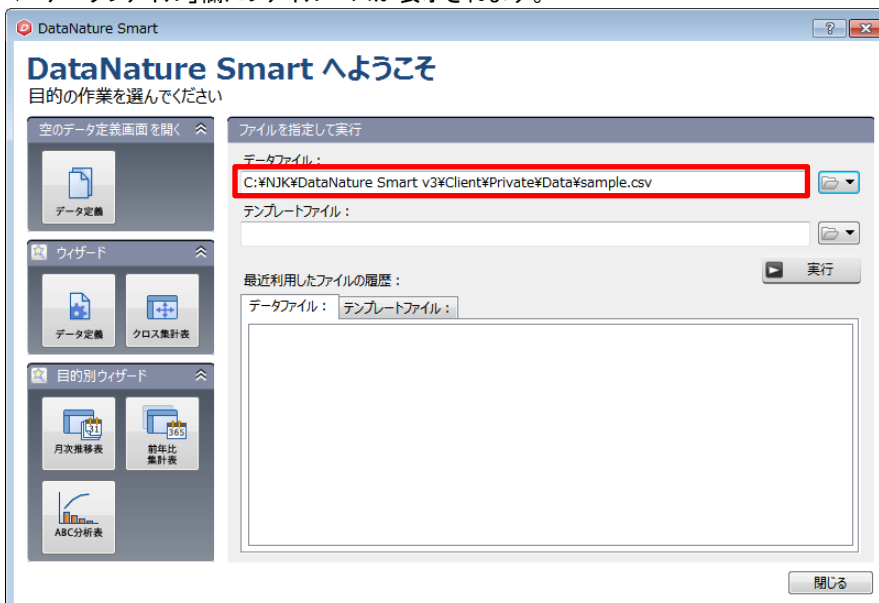 DataNature Smart
DataNature Smart へようこそ
目的の作業を選んでください
空のデータ定義画面を開く
データ定義
ウィザード
データ定義
クロス集計表
目的別ウィザード
31
月次推移表
365
前年比
集計表
ABC分析表
ファイルを指定して実行
データファイル：
C:¥NJK¥DataNature Smart v3¥Client¥Private¥Data¥sample.csv
テンプレートファイル：
実行
最近利用したファイルの履歴：
データファイル：
テンプレートファイル：
閉じる